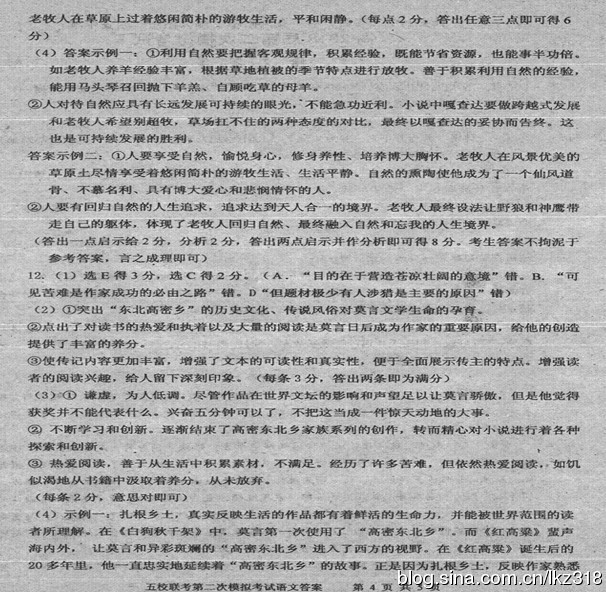 老牧人在草原上过着悠闲简朴的游牧生活，平和闲静。（每点2分，答出任意三点即可得6
分）
（4）答案示例一：①利用自然要把握客观规律，积累经验，既能节省资源，也能事半功倍。
如老牧人养羊经验丰富，根据草地植被的季节特点进行放牧。善于积累利用自然的经验，
能用马头琴召回抛下羊羔、自顾吃草的母羊。
②人对待自然应具有长远发展可持续的眼光，不能急功近利。小说中嘎查达要做跨越式发展
和老牧人希望别超牧，草场扛不住的两种态度的对比，最终以嘎查达的妥协而告终。这
也是可持续发展的胜利。
答案示例二：①人要享受自然，愉悦身心，修身养性、培养博大胸怀。老牧人在风景优美的
草原上尽情享受着悠闲简朴的游牧生活、生活平静。自然的熏陶使他成为了一个仙风道
骨、不慕名利、具有博大爱心和悲悯情怀的人。
②人要有回归自然的人生追求，追求达到天人合一的境界。老牧人最终设法让野狼和神鹰带
走自己的躯体，体现了老牧人回归自然、最终融入自然和忘我的人生境界。
（答出一点启示给2分，分析2分，答出两点启示并作分析即可得8分。考生答案不拘泥于
参考答案，言之成理即可）
12.（1）选E得3分，选C得2分。（A．“目的在于营造苍凉壮阔的意境”错。B．“可
见苦难是作家成功的必由之路”错。D“但题材极少有人涉猎是主要的原因”错）
（2）①突出“东北高密乡”的历史文化、传说风俗对莫言文学生命的孕育。
②点出了对读书的热爱和执着以及大量的阅读是莫言日后成为作家的重要原因，给他的创造
提供了丰富的养分。
③使传记内容更加丰富，增强了文本的可读性和真实性，便于全面展示传主的特点。增强读
者的阅读兴趣，给人留下深刻印象。（每条3分，答出两条即为满分）
（3）① 谦虚，为人低调。尽管作品在世界文坛的影响和声望足以让莫言骄傲，但是他觉得
获奖并不能代表什么。兴奋五分钟可以了，不把这当成一件惊天动地的大事。
② 不断学习和创新。逐渐结束了高密东北乡家族系列的创作，转而精心对小说进行着各种
探索和创新。
③ 热爱阅读，善于从生活中积累素材，不满足。经历了许多苦难，但依然热爱阅读，如饥
似渴地从书籍中汲取着养分，从未放弃。
（每条2分，意思对即可）
（4）示例一：扎根乡土，真实反映生活的作品都有着鲜活的生命力，并能被世界范围的读
者所理解。在《白狗秋千架》中，莫言第一次使用了“高密东北乡”。而《红高粱》蜚声
海内外，让莫言和异彩斑斓的“高密东北乡”进入了西方的视野。在《红高粱》诞生后的
20多年里，他一直忠实地延续着“高密东北乡”的故事。正是因为扎根乡土，反映作家熟悉
五校联考第二次模拟考试语文答案 第 4 页 共 5 页
blog.sina.com.cn/lkz318